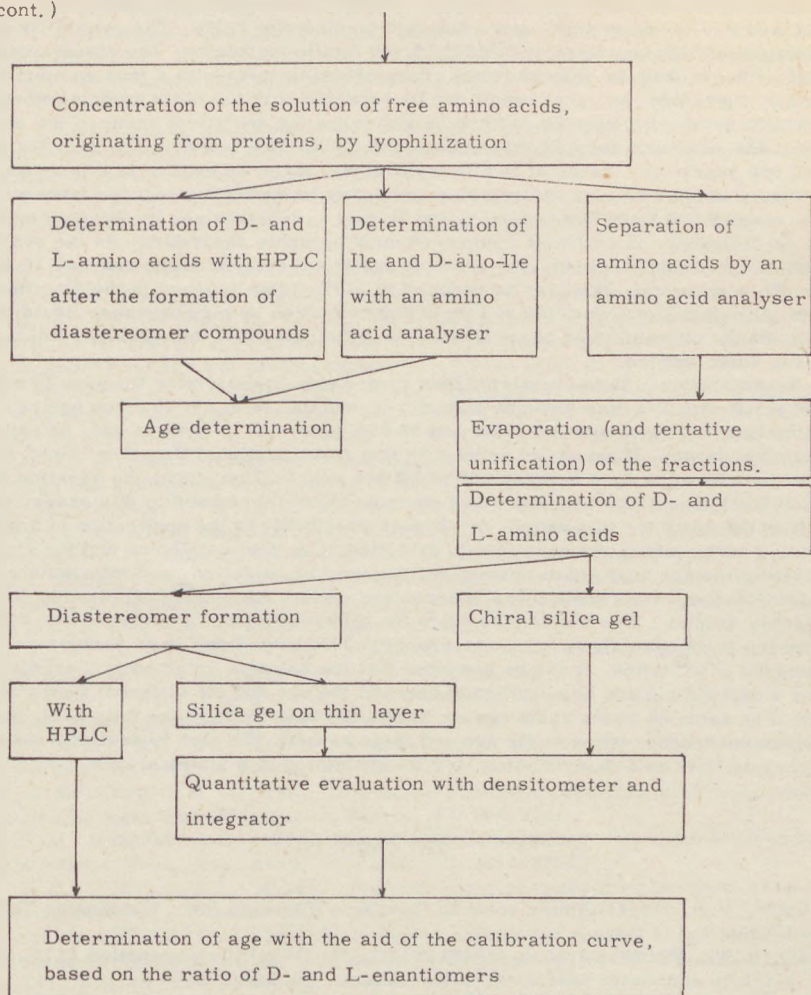 cont. )
Concentration of the solution of free amino acids,
originating from proteins, by lyophilization
Determination of D- and
L-amino acids with HPLC
after the formation of
diastereomer compounds
Determination of
Ile and D-allo-Ile
with an amino
acid analyser
Separation of
amino acids by an
amino acid analyser
Age determination
Evaporation (and tentative
unification) of the fractions.
Determination of D- and
L-amino acids
Diastereomer formation
Chiral silica gel
With
HPLC
Silica gel on thin layer
Quantitative evaluation with densitometer and
integrator
Determination of age with the aid of the calibration curve,
based on the ratio of D- and L-enantiomers